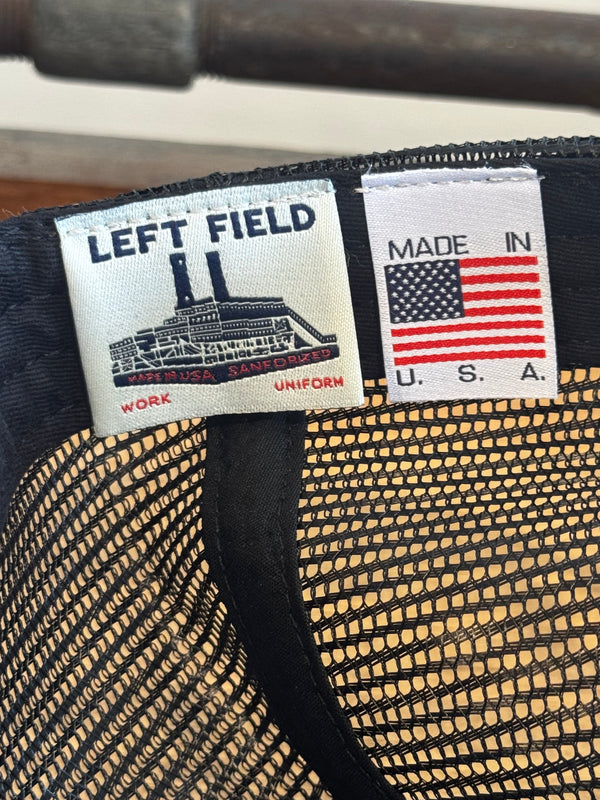 LEFT FIELD
MADE IN USA SANFORIZED
WORK UNIFORM
MADE IN
U. S. A.